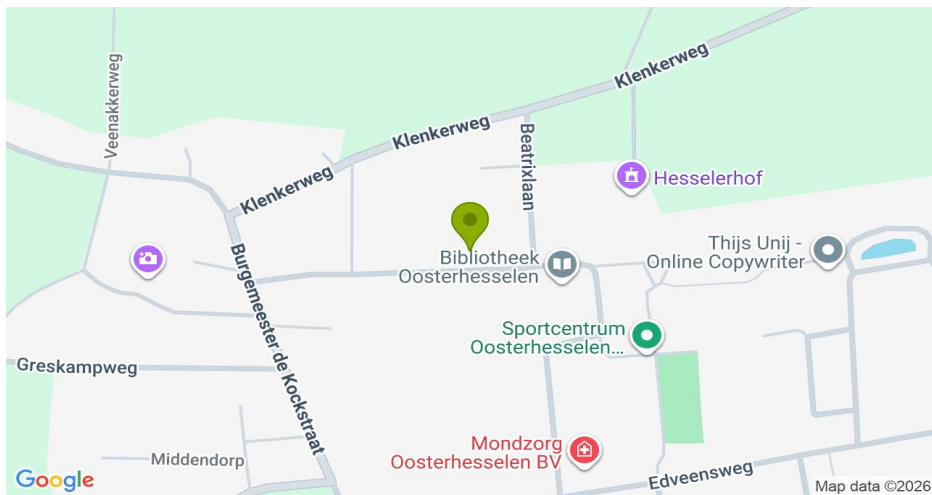 Klenkerweg
Veenakkerweg
Klenkerweg
Beatrixlaan
Klenkerweg
Hesselerhof
Burgemeester de Kockstraat
Bibliotheek
Oosterhesselen
Thijs Unij -
Online Copywriter
Sportcentrum
Oosterhesselen...
Greskampweg
Middendorp
Mondzorg
Oosterhesselen BV
Edveensweg
Google
Map data ©2026